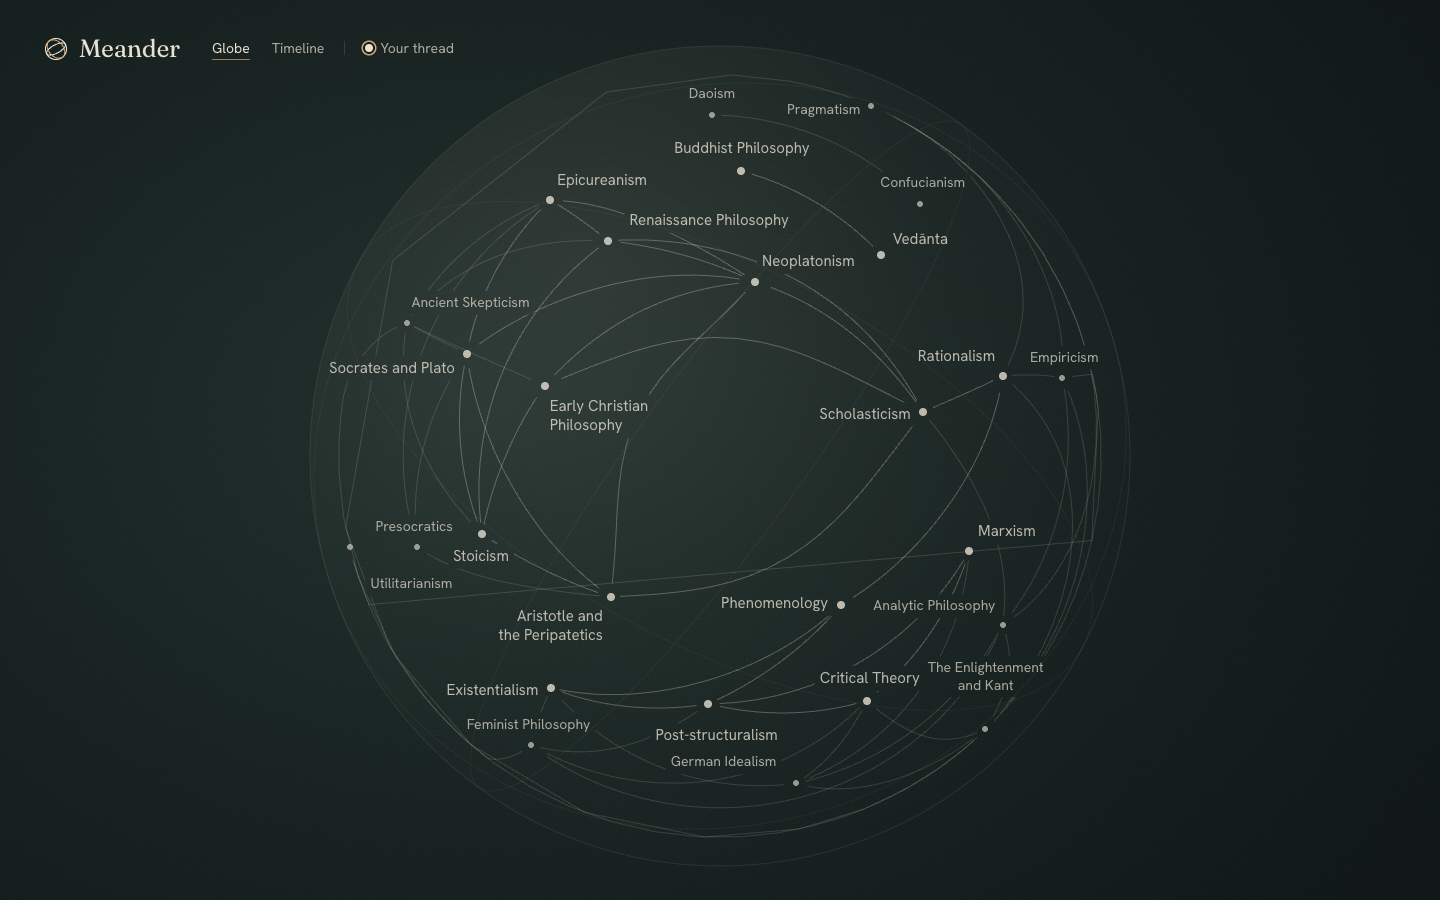 Meander
Globe
Timeline
Your thread
Daoism
Pragmatism
Buddhist Philosophy
Epicureanism
Confucianism
Renaissance Philosophy
Vedānta
Neoplatonism
Ancient Skepticism
Rationalism
Empiricism
Socrates and Plato
Early Christian
Philosophy
Scholasticism
Presocratics
Marxism
Stoicism
Utilitarianism
Phenomenology
Analytic Philosophy
Aristotle and
the Peripatetics
The Enlightenment
and Kant
Critical Theory
Existentialism
Feminist Philosophy
Post-structuralism
German Idealism